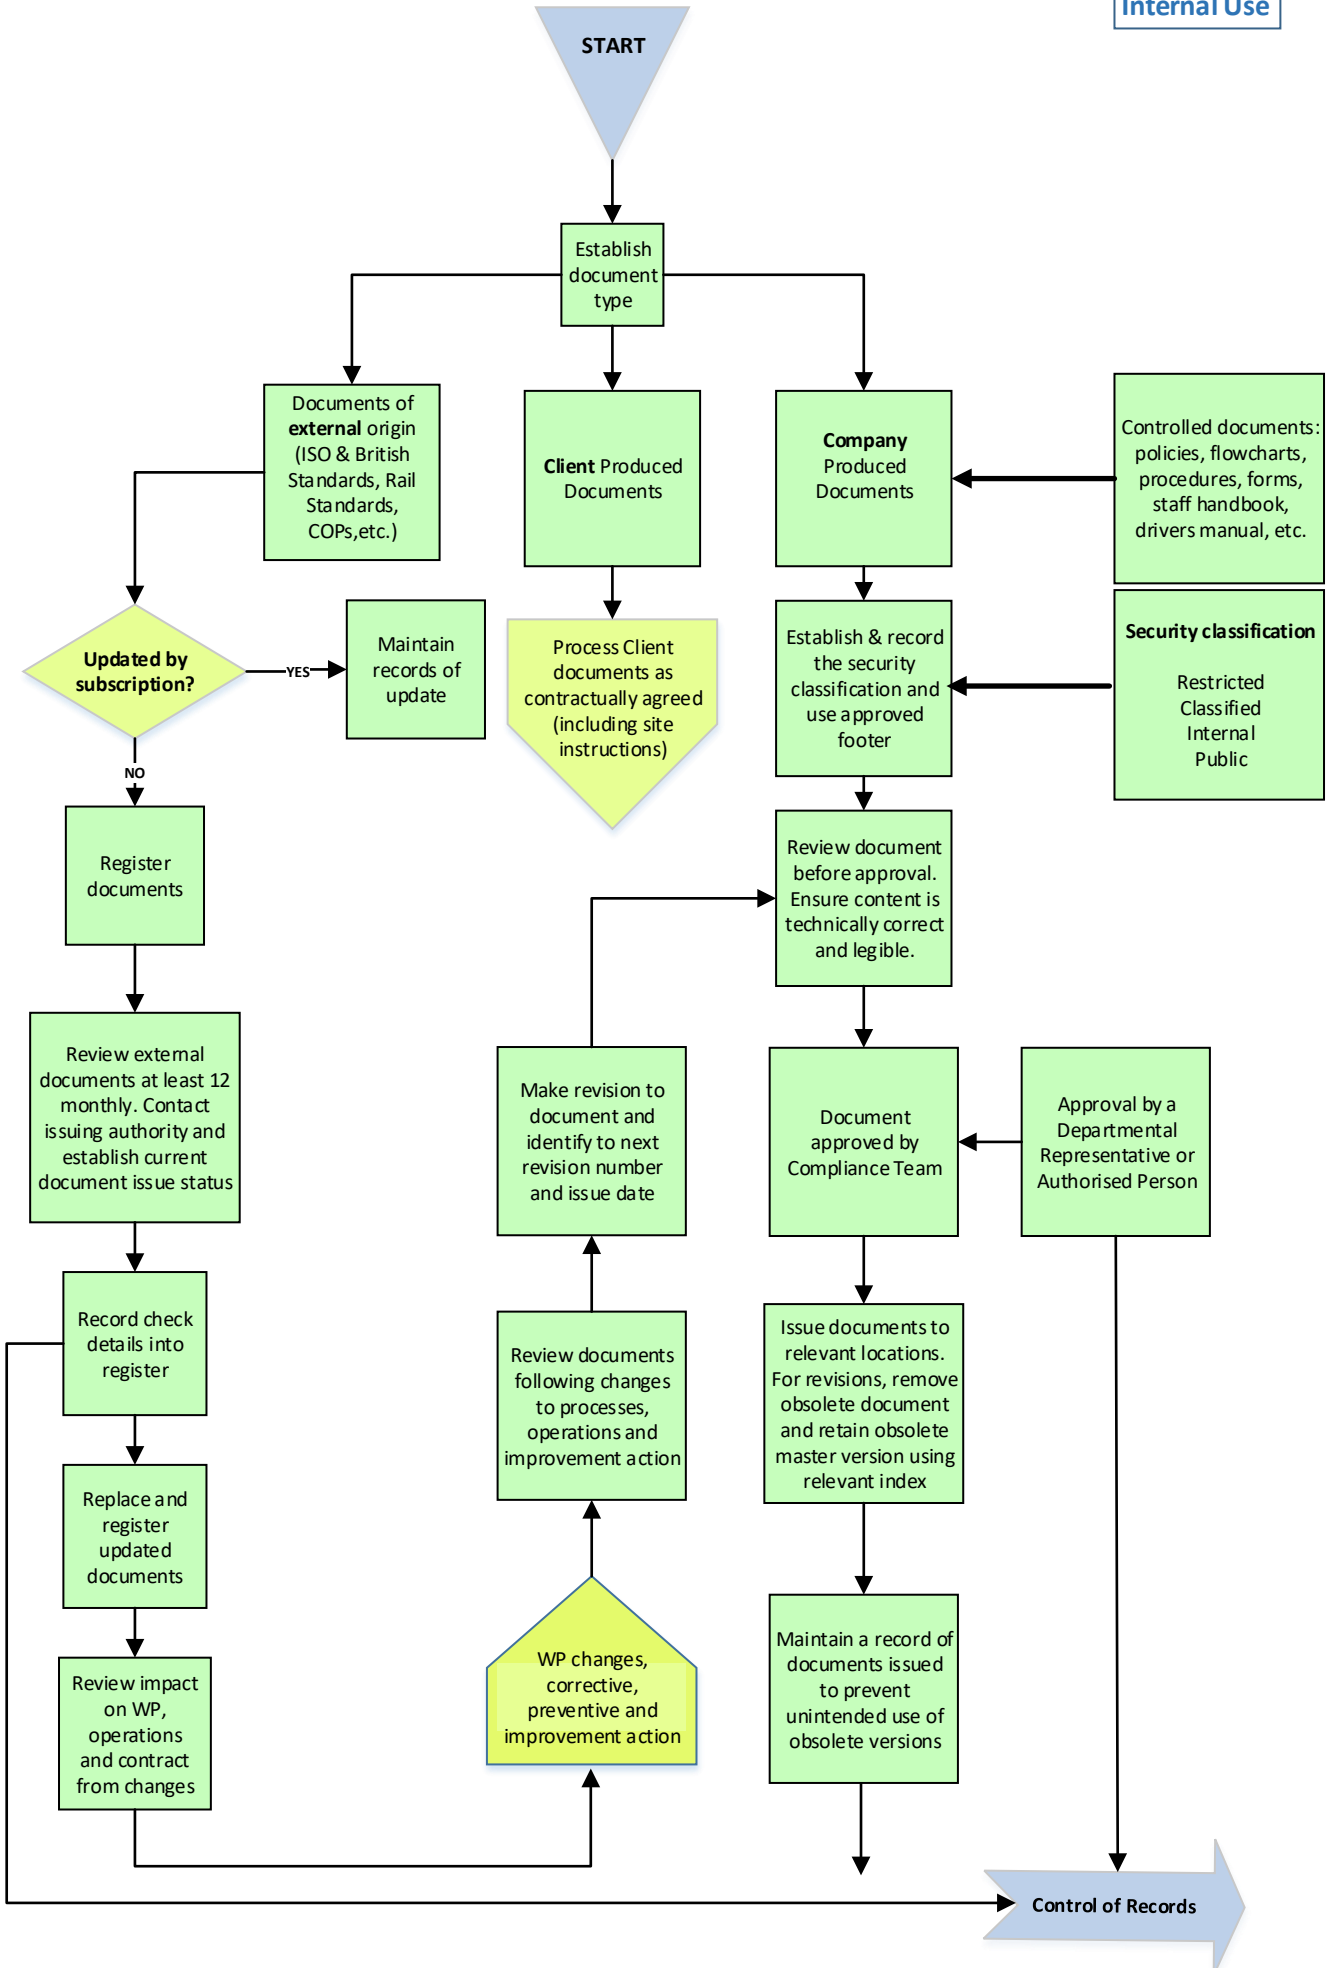 Internal Use
START
Establish
document
type
Documents of
external origin
(ISO & British
Standards, Rail
Standards,
COPs,etc.)
Client Produced
Documents
Company
Produced
Documents
Controlled documents:
policies, flowcharts,
procedures, forms,
staff handbook,
drivers manual, etc.
Updated by
subscription?
YES
Maintain
records of
update
Process Client
documents as
contractually agreed
(including site
instructions)
Establish & record
the security
classification and
use approved
footer
Security classification
Restricted
Classified
Internal
Public
NO
Register
documents
Review document
before approval.
Ensure content is
technically correct
and legible.
Review external
documents at least 12
monthly. Contact
issuing authority and
establish current
document issue status
Make revision to
document and
identify to next
revision number
and issue date
Document
approved by
Compliance Team
Approval by a
Departmental
Representative or
Authorised Person
Record check
details into
register
Review documents
following changes
to processes,
operations and
improvement action
Issue documents to
relevant locations.
For revisions, remove
obsolete document
and retain obsolete
master version using
relevant index
Replace and
register
updated
documents
WP changes,
corrective,
preventive and
improvement action
Maintain a record of
documents issued
to prevent
unintended use of
obsolete versions
Review impact
on WP,
operations
and contract
from changes
Control of Records